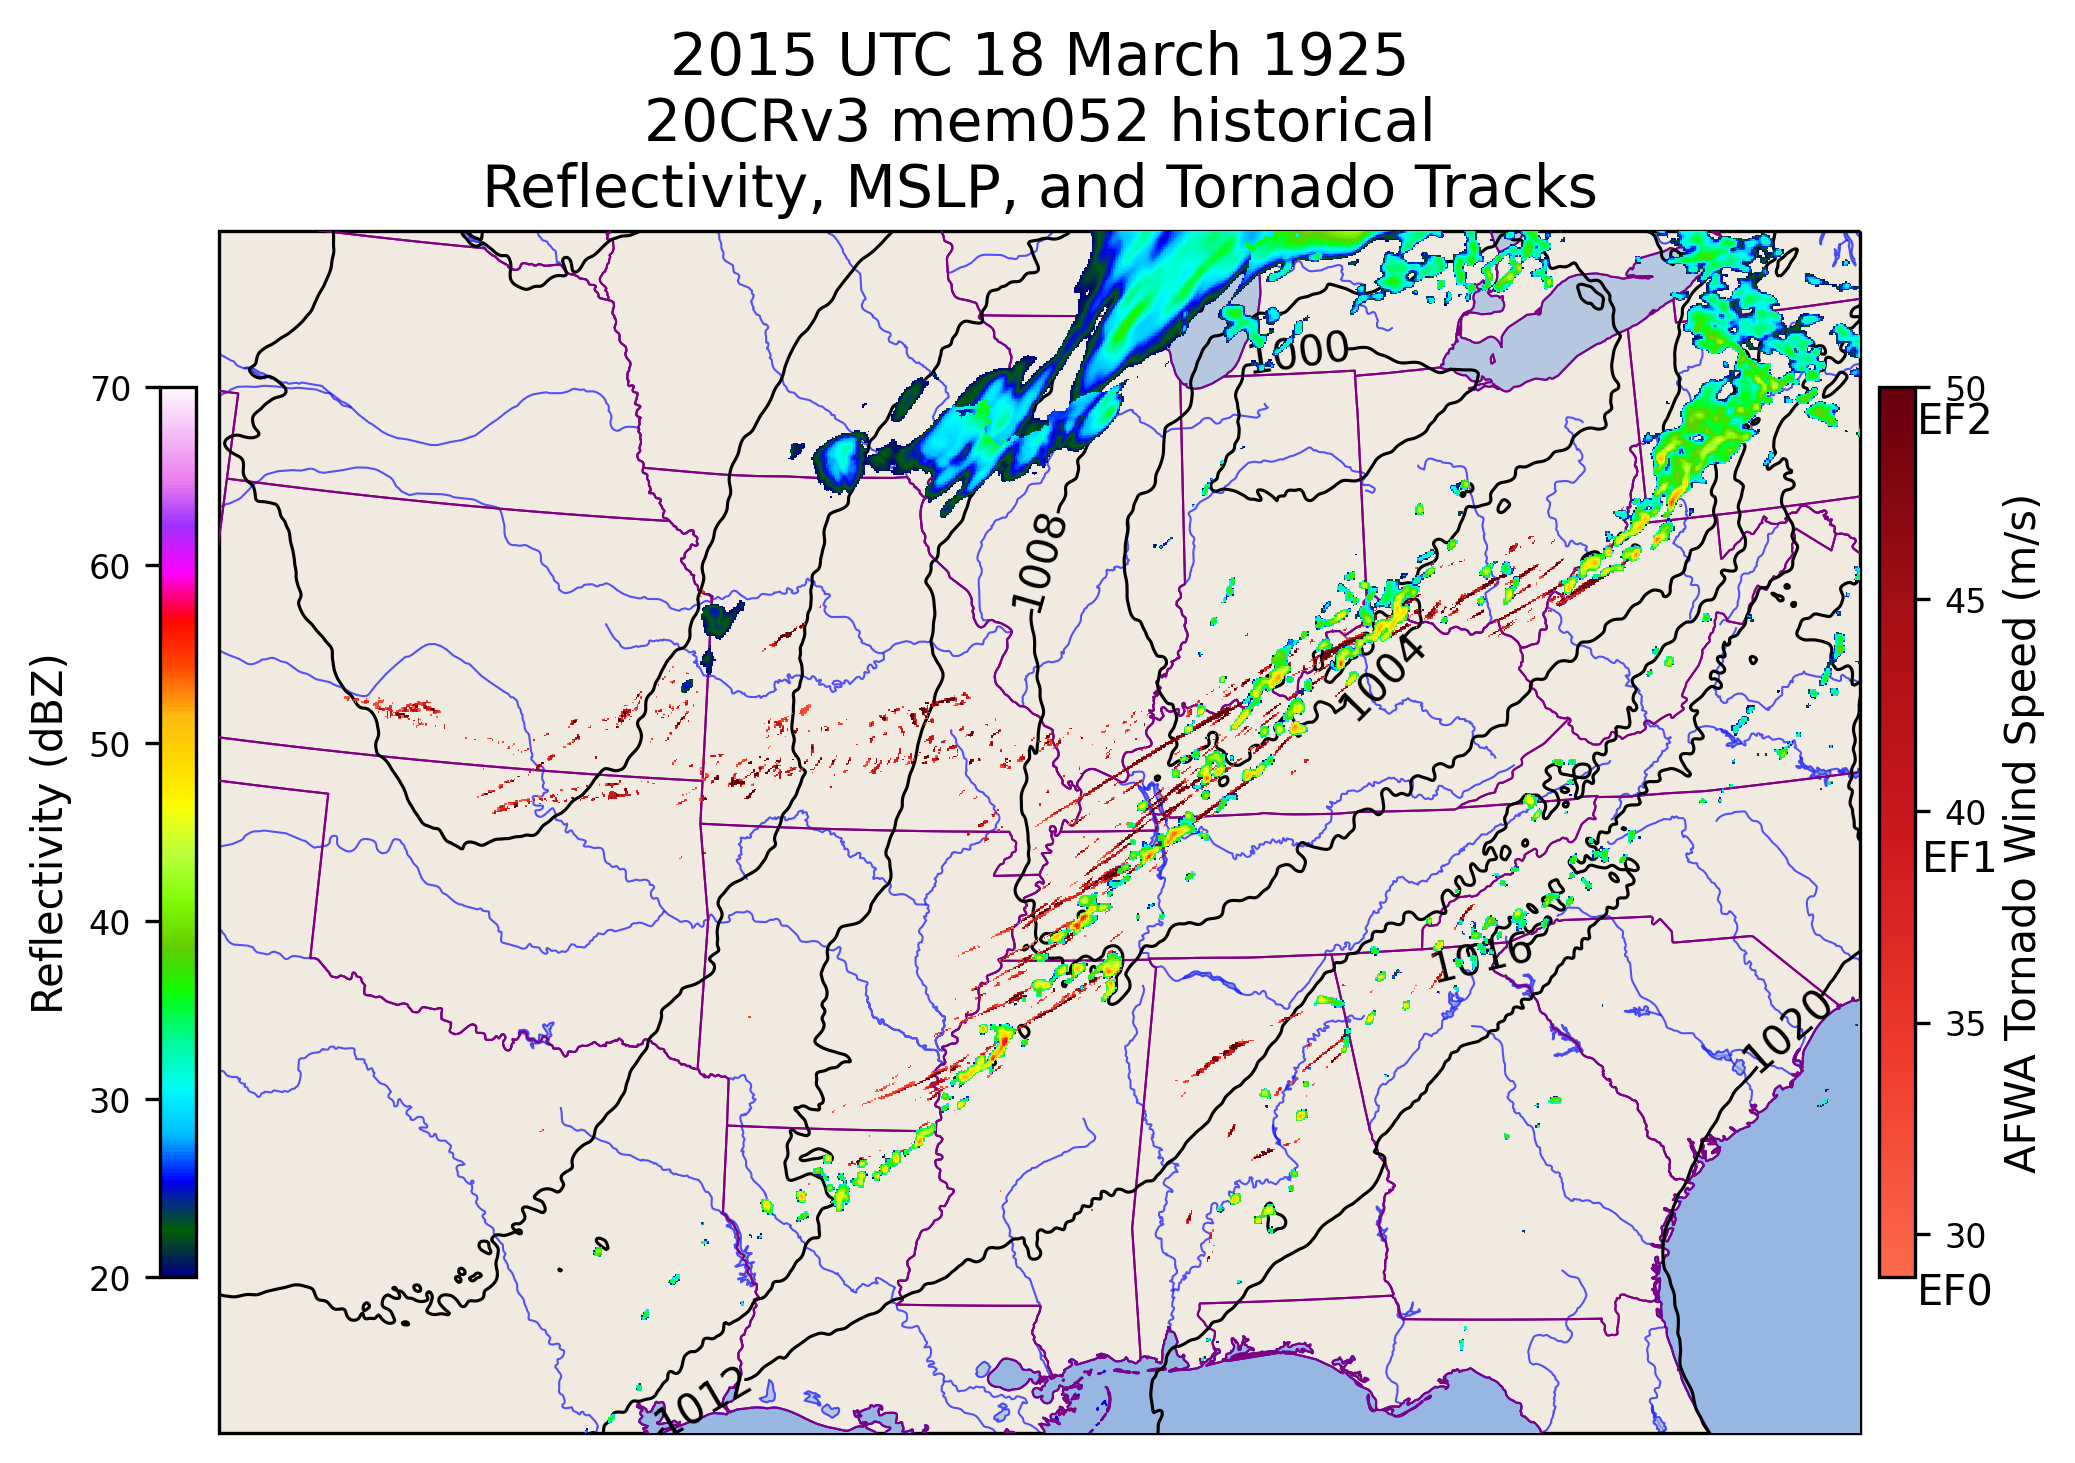 2015 UTC 18 March 1925
20CRv3 mem052 historical
Reflectivity, MSLP, and Tornado Tracks
70
60
50
40
30
20
Reflectivity (dBZ)
1000
1008
1004
1016
1020
1012
50
EF2
45
40
EF1
35
30
EF0
AFWA Tornado Wind Speed (m/s)